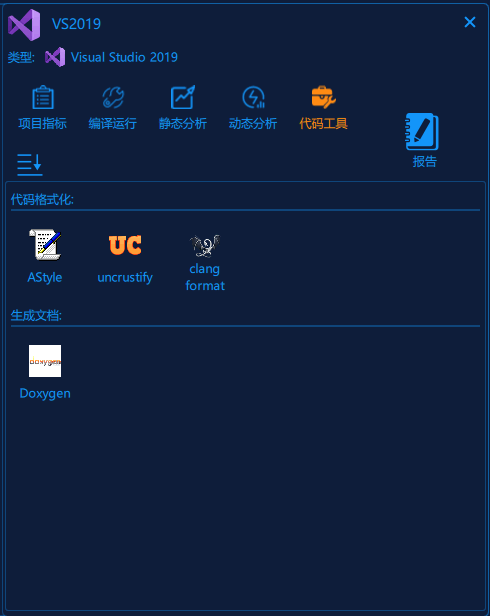 VS2019
类型: Visual Studio 2019
项目指标 编译运行 静态分析 动态分析 代码工具
报告
代码格式化:
UC
AStyle uncrustify clang format
生成文档:
Doxygen
Doxygen